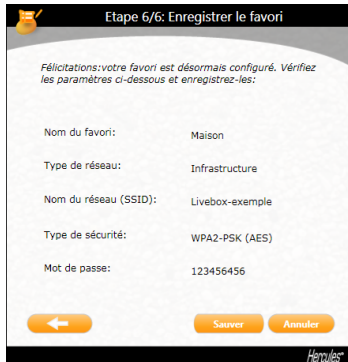 Etape 6/6: Enregistrer le favori
Félicitations:votre favori est désormais configuré. Vérifiez
les paramètres ci-dessous et enregistrez-les:
Nom du favori: Maison
Type de réseau: Infrastructure
Nom du réseau (SSID): Livebox-exemple
Type de sécurité: WPA2-PSK (AES)
Mot de passe: 123456456
Sauver Annuler
Hercules